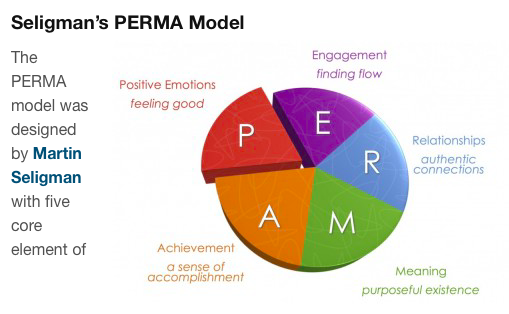 Seligman's PERMA Model
The
PERMA
model was
designed
by Martin
Seligman
with five
core
element of
Engagement
finding flow
Positive Emotions
feeling good
P
E
R
Relationships
authentic
connections
A
M
Achievement
a sense of
accomplishment
Meaning
purposeful existence